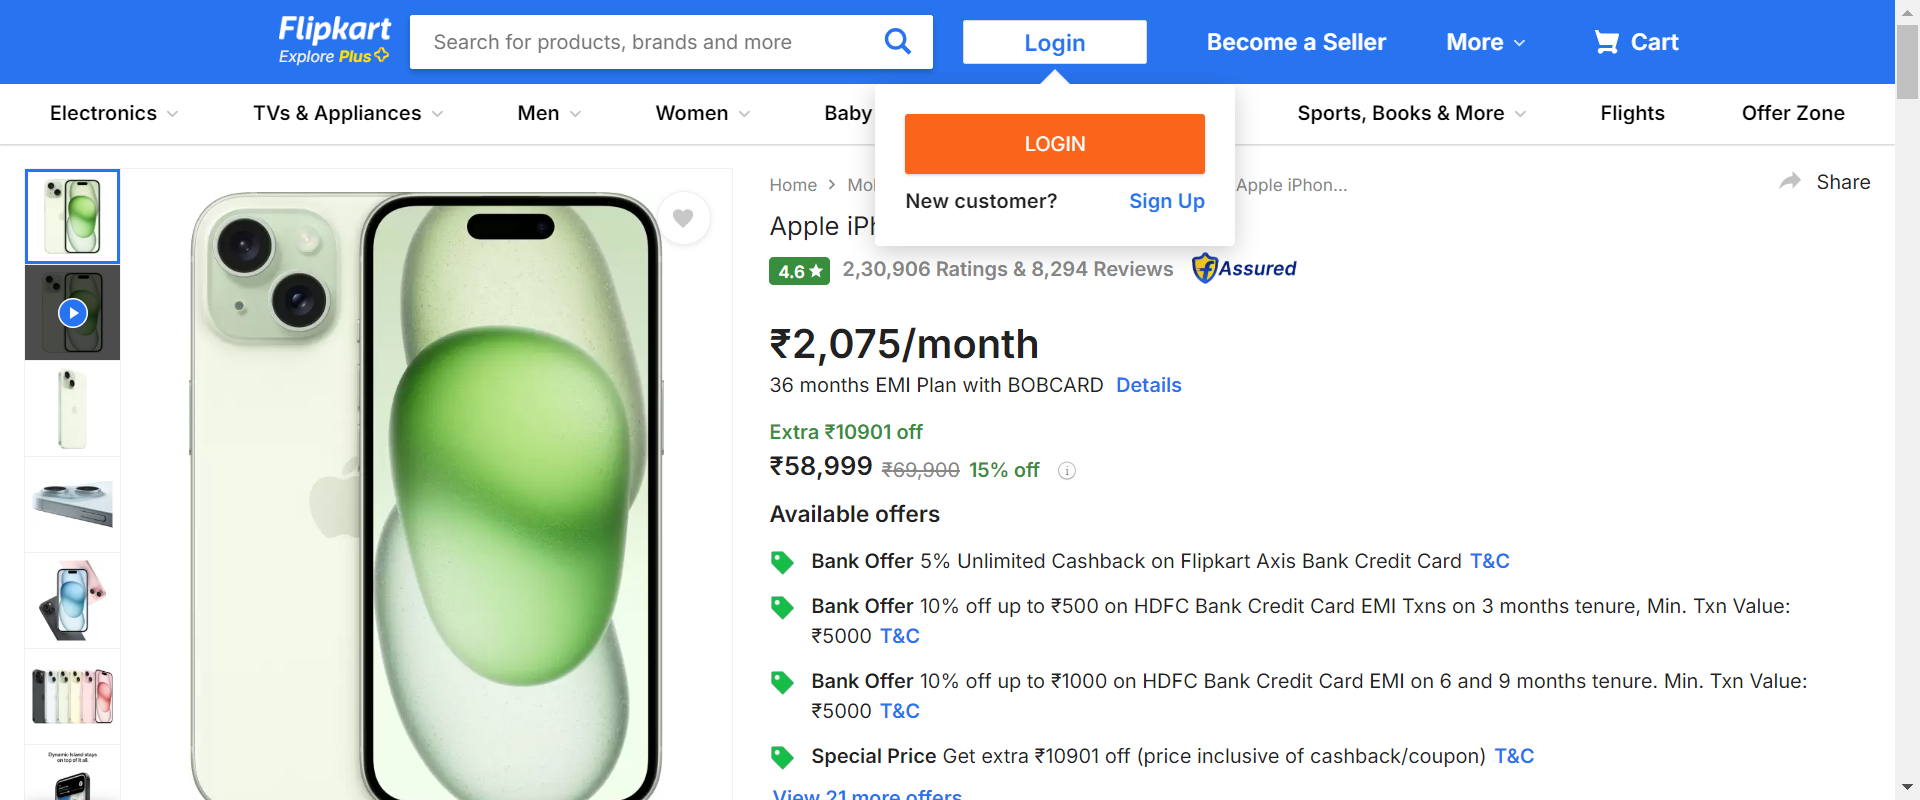 Flipkart
Explore Plus
Search for products, brands and more
Login
Become a Seller
More
Cart
Electronics
TVs & Appliances
Men
Women
Baby
Sports, Books & More
Flights
Offer Zone
LOGIN
New customer?
Sign Up
Home
Apple iPhon...
Share
Apple
4.6
2,30,906 Ratings & 8,294 Reviews
Assured
₹2,075/month
36 months EMI Plan with BOBCARD Details
Extra ₹10901 off
₹58,999 ₹69,900 15% off
Available offers
Bank Offer 5% Unlimited Cashback on Flipkart Axis Bank Credit Card T&C
Bank Offer 10% off up to ₹500 on HDFC Bank Credit Card EMI Txns on 3 months tenure, Min. Txn Value:
₹5000 T&C
Bank Offer 10% off up to ₹1000 on HDFC Bank Credit Card EMI on 6 and 9 months tenure. Min. Txn Value:
₹5000 T&C
Special Price Get extra ₹10901 off (price inclusive of cashback/coupon) T&C
View 21 more offers
Dynamic Island stays
on top of it all.